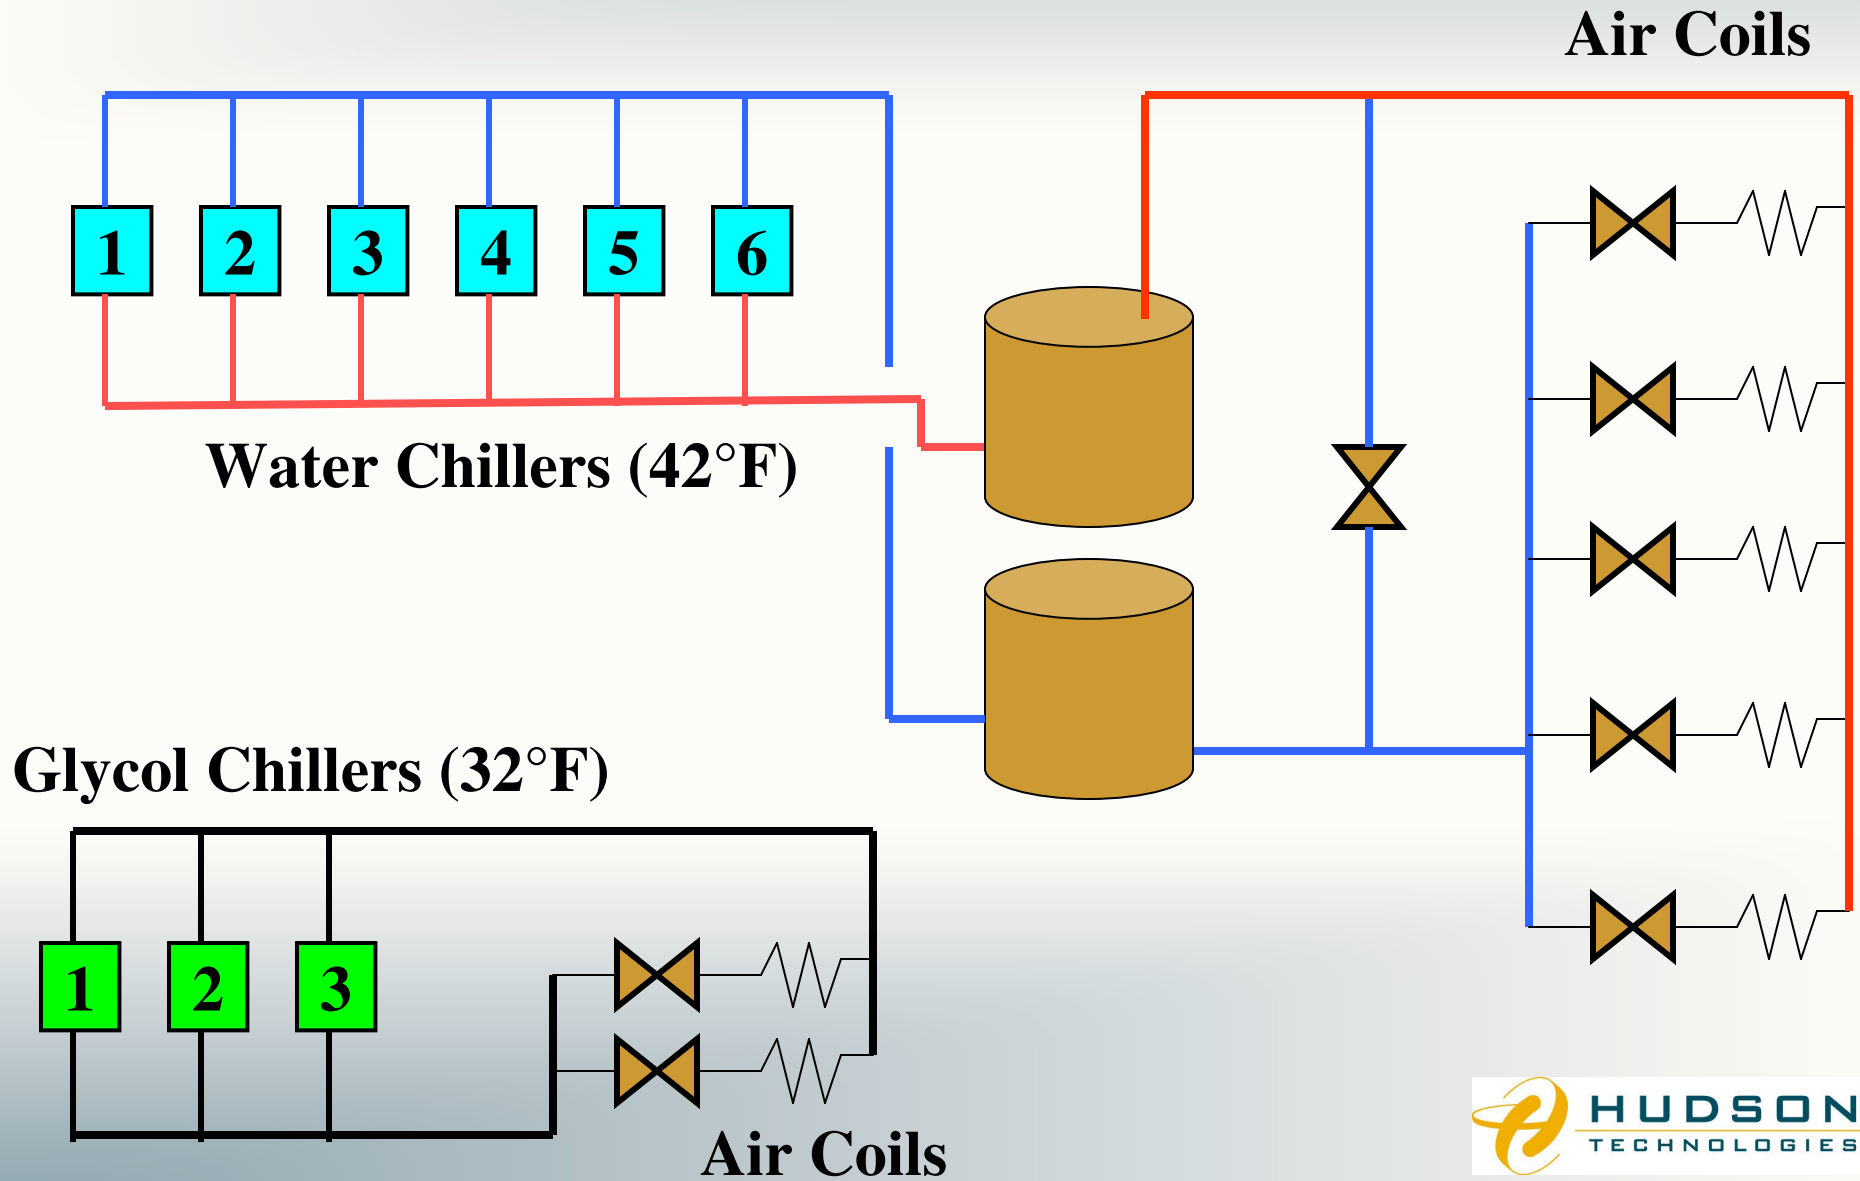 Air Coils
1 2 3 4 5 6
Water Chillers (42°F)
Glycol Chillers (32°F)
1 2 3
Air Coils
HUDSON
TECHNOLOGIES